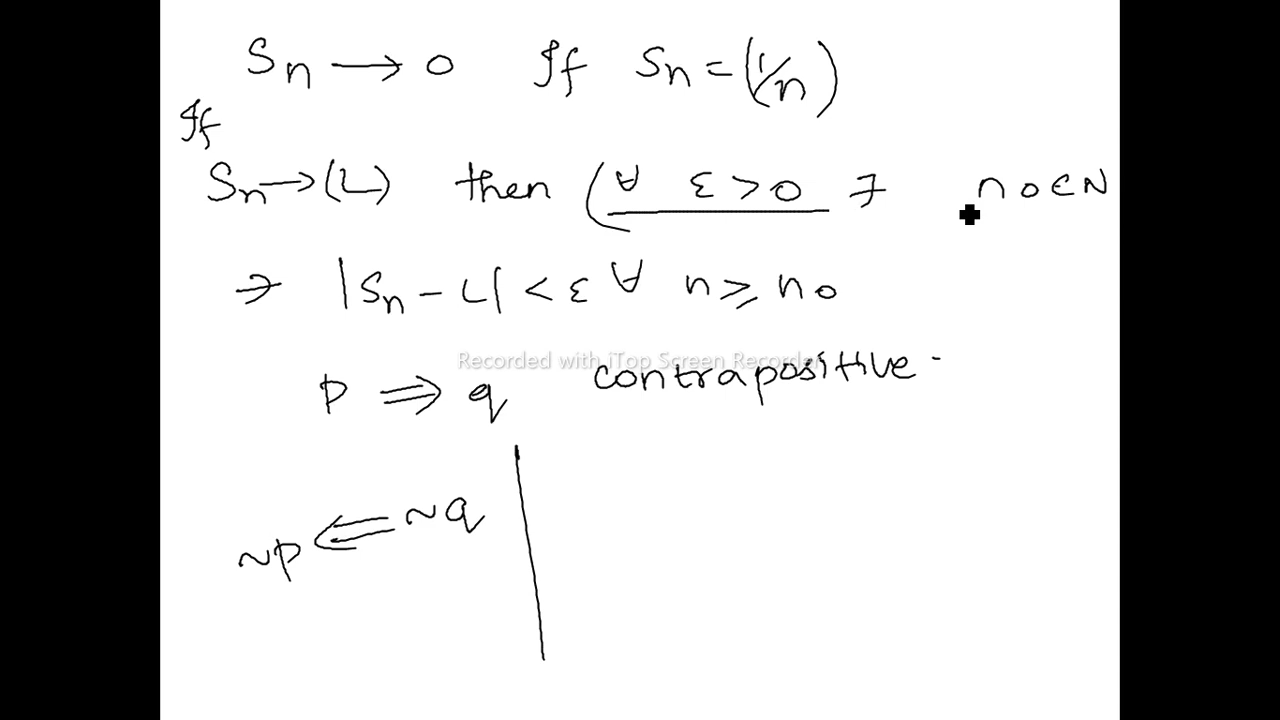 Sn → 0 If Sn = (1/n)
If
Sn → (L) then (∀ ε > 0 ∃ n0 ∈ N
⇒ |Sn - L| < ε ∀ n ≥ n0
Recorded with iTop Screen Recorder
p ⇒ q contrapositive -
~p ⇐ ~q